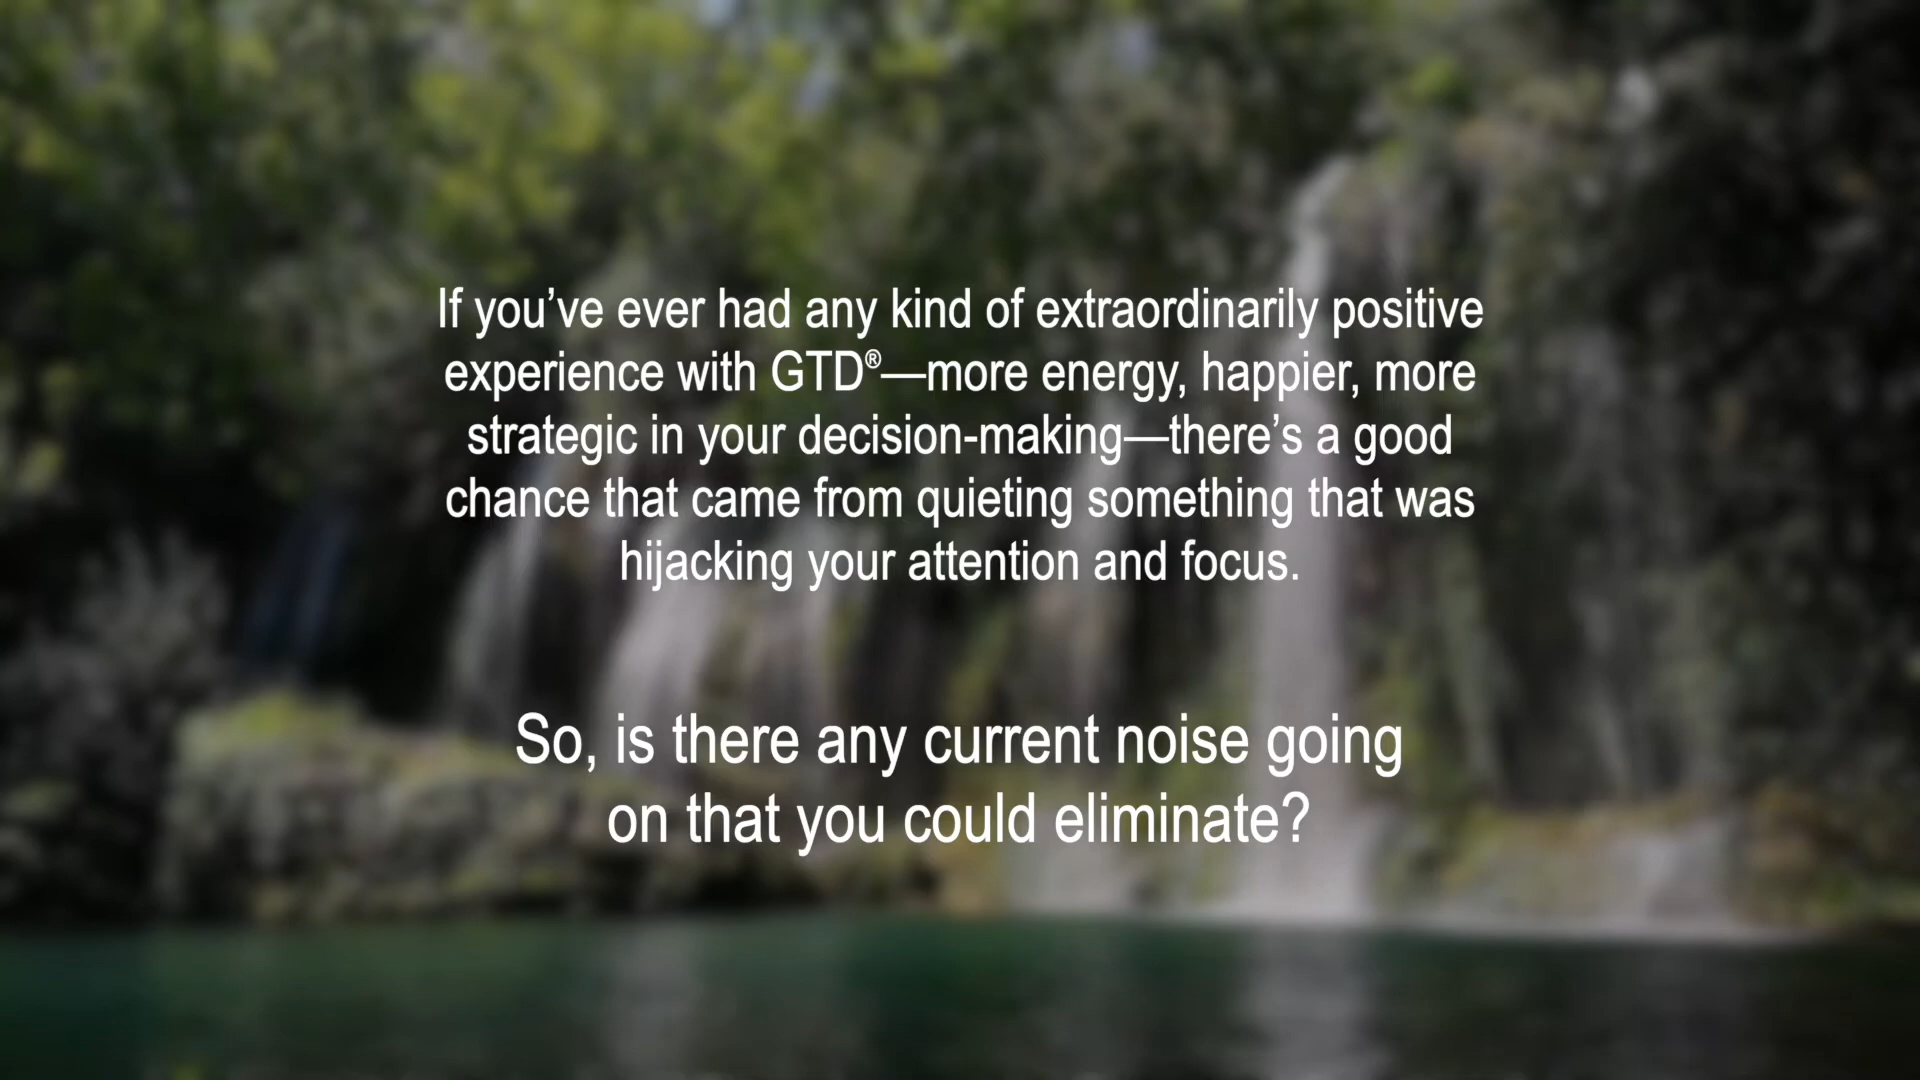 If you’ve ever had any kind of extraordinarily positive
experience with GTD®—more energy, happier, more
strategic in your decision-making—there’s a good
chance that came from quieting something that was
hijacking your attention and focus.
So, is there any current noise going
on that you could eliminate?